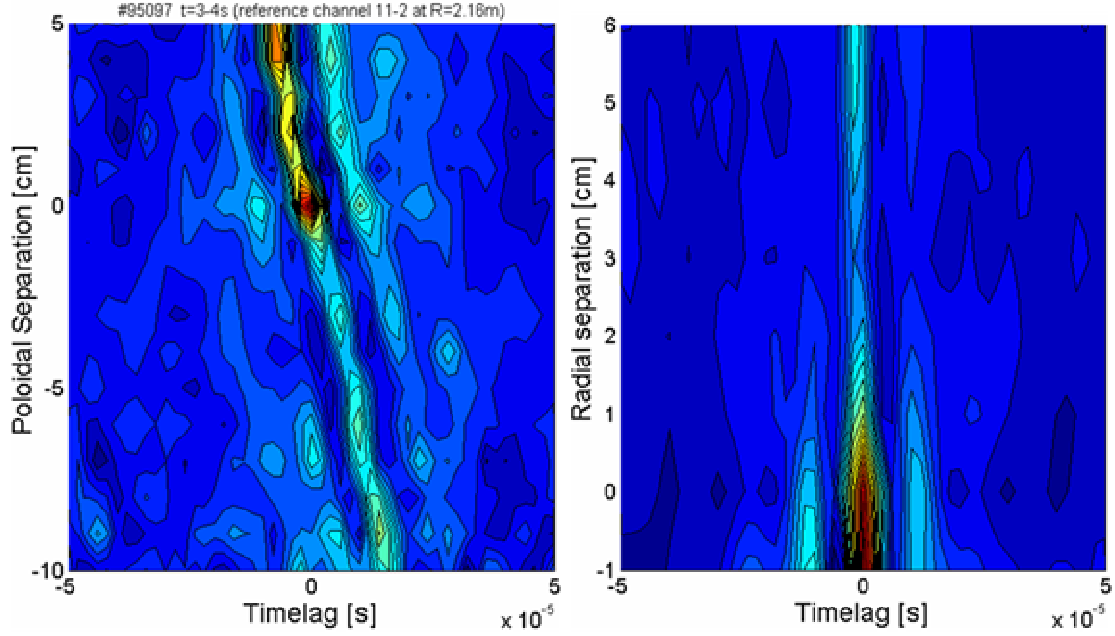 #95097 t=3-4s (reference channel 11-2 at R=2.16m)
Poloidal Separation [cm]
5
0
-5
-10
-5
0
5
Timelag [s]
x 10-5
Radial separation [cm]
6
5
4
3
2
1
0
-1
-5
0
5
Timelag [s]
x 10-5